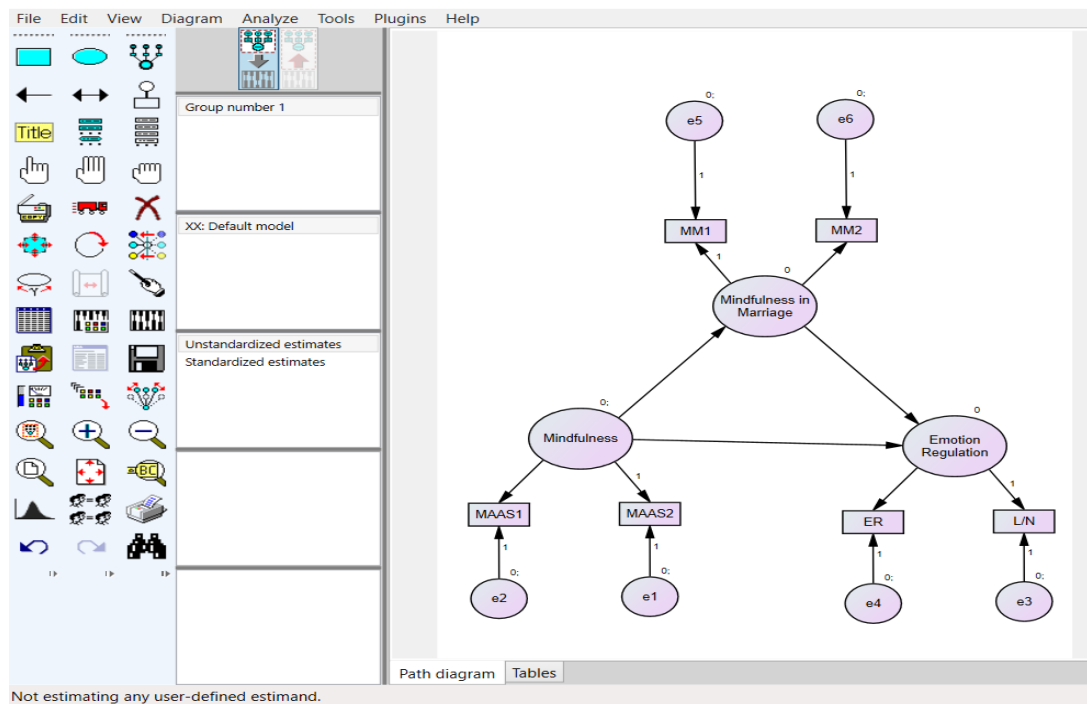 File Edit View Diagram Analyze Tools Plugins Help
Title
Group number 1
XX: Default model
Unstandardized estimates
Standardized estimates
0;
e5
0;
e6
1
1
MM1
MM2
1
0
Mindfulness in
Marriage
0;
Mindfulness
0
Emotion
Regulation
1
1
MAAS1
MAAS2
ER
L/N
1
1
1
1
0;
e2
0;
e1
0;
e4
0;
e3
Path diagram Tables
Not estimating any user-defined estimand.